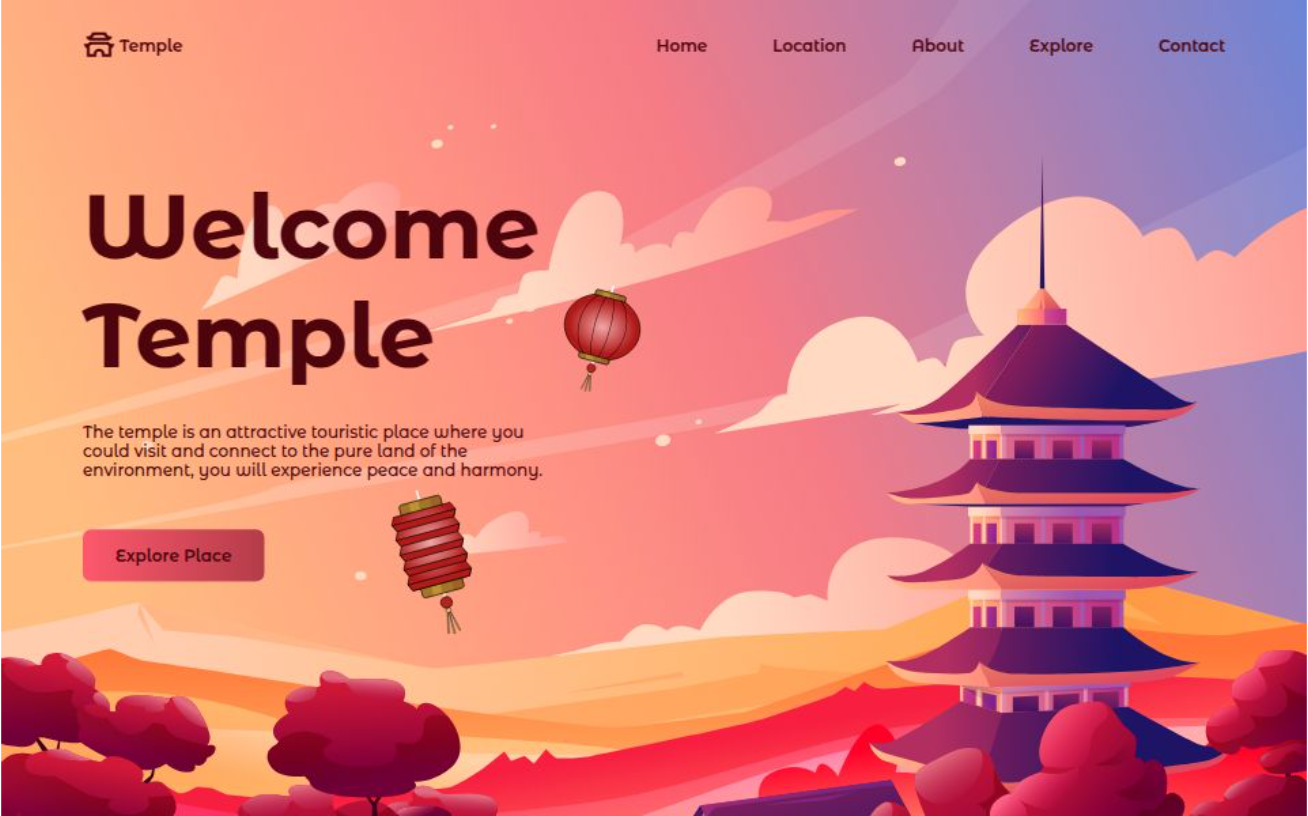 Temple
Home
Location
About
Explore
Contact
Welcome
Temple
The temple is an attractive touristic place where you
could visit and connect to the pure land of the
environment, you will experience peace and harmony.
Explore Place